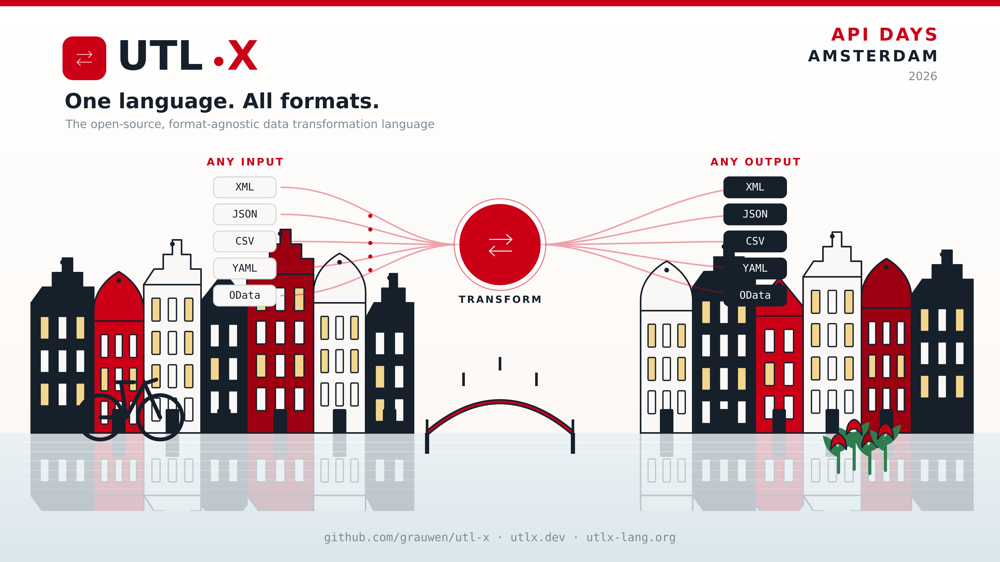 UTL•X
API DAYS
AMSTERDAM
2026
One language. All formats.
The open-source, format-agnostic data transformation language
ANY INPUT
XML
JSON
CSV
YAML
OData
TRANSFORM
ANY OUTPUT
XML
JSON
CSV
YAML
OData
github.com/grauwen/utl-x · utlx.dev · utlx-lang.org